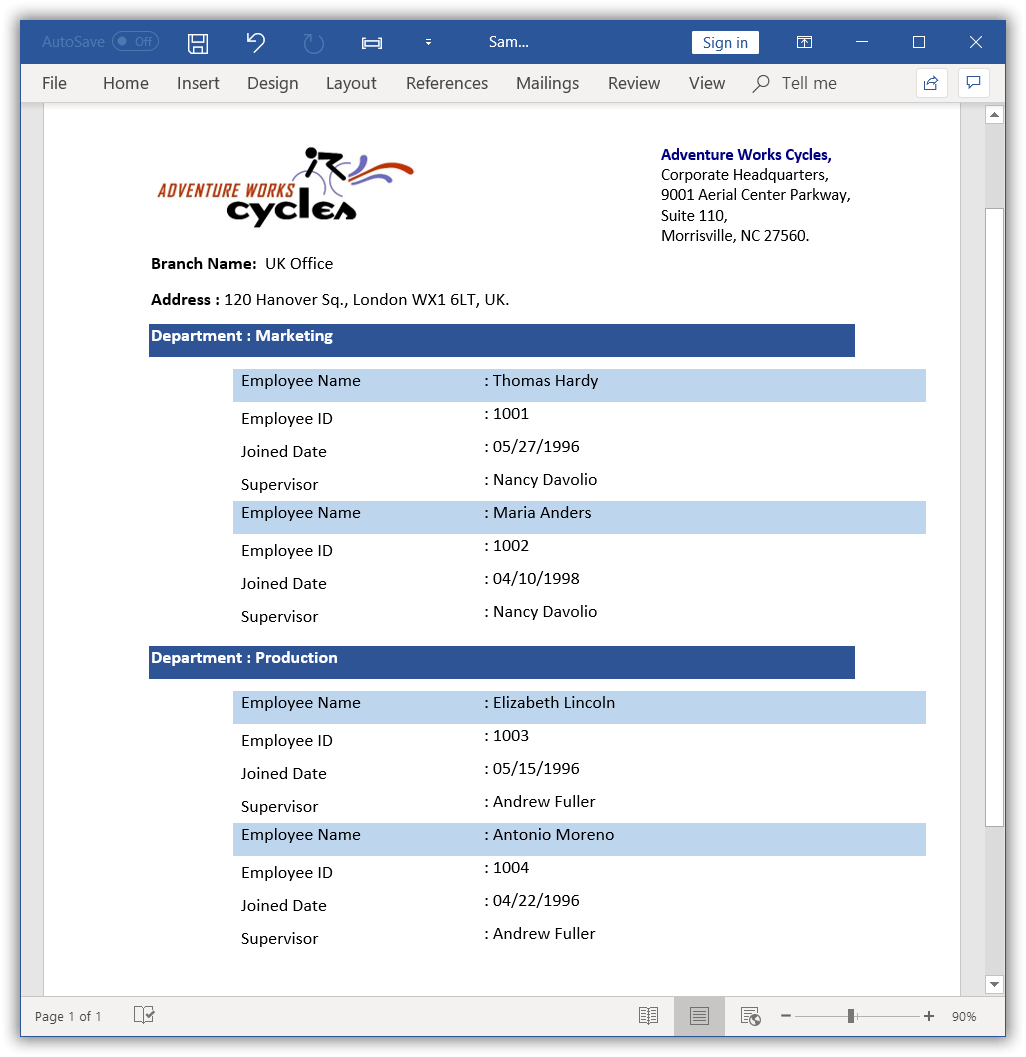 AutoSave Off Sam... Sign in
File Home Insert Design Layout References Mailings Review View Tell me
ADVENTURE WORKS
cycles
Adventure Works Cycles,
Corporate Headquarters,
9001 Aerial Center Parkway,
Suite 110,
Morrisville, NC 27560.
Branch Name: UK Office
Address : 120 Hanover Sq., London WX1 6LT, UK.
Department : Marketing
Employee Name : Thomas Hardy
Employee ID : 1001
Joined Date : 05/27/1996
Supervisor : Nancy Davolio
Employee Name : Maria Anders
Employee ID : 1002
Joined Date : 04/10/1998
Supervisor : Nancy Davolio
Department : Production
Employee Name : Elizabeth Lincoln
Employee ID : 1003
Joined Date : 05/15/1996
Supervisor : Andrew Fuller
Employee Name : Antonio Moreno
Employee ID : 1004
Joined Date : 04/22/1996
Supervisor : Andrew Fuller
Page 1 of 1 90%